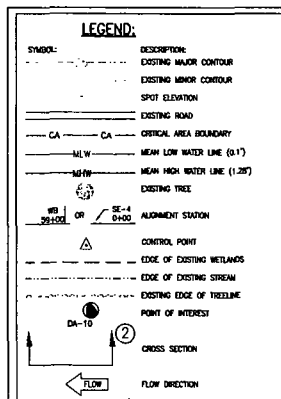 LEGEND:
SYMBOL: DESCRIPTION:
EXISTING MAJOR CONTOUR
EXISTING MINOR CONTOUR
SPOT ELEVATION
EXISTING ROAD
CA CA CRITICAL AREA BOUNDARY
MLW MEAN LOW WATER LINE (0.1')
MHW MEAN HIGH WATER LINE (1.28')
EXISTING TREE
WB 59+00 OR SE-4 0+00 ALIGNMENT STATION
CONTROL POINT
EDGE OF EXISTING WETLANDS
EDGE OF EXISTING STREAM
EXISTING EDGE OF TREELINE
POINT OF INTEREST
DA-10
2
CROSS SECTION
FLOW FLOW DIRECTION